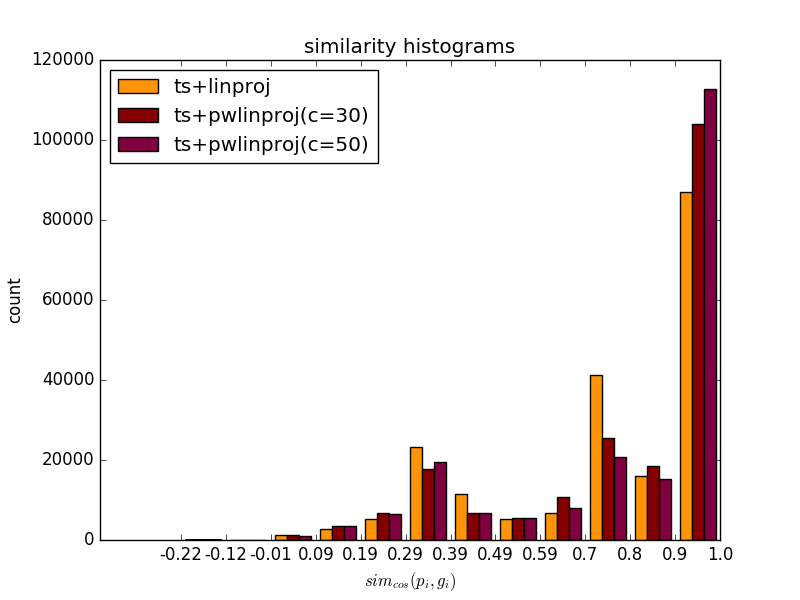 similarity histograms
ts+linproj
ts+pwlinproj(c=30)
ts+pwlinproj(c=50)
120000
100000
80000
60000
40000
20000
0
count
-0.22 -0.12 -0.01 0.09 0.19 0.29 0.39 0.49 0.59 0.7 0.8 0.9 1.0
sim_cos(p_i, g_i)